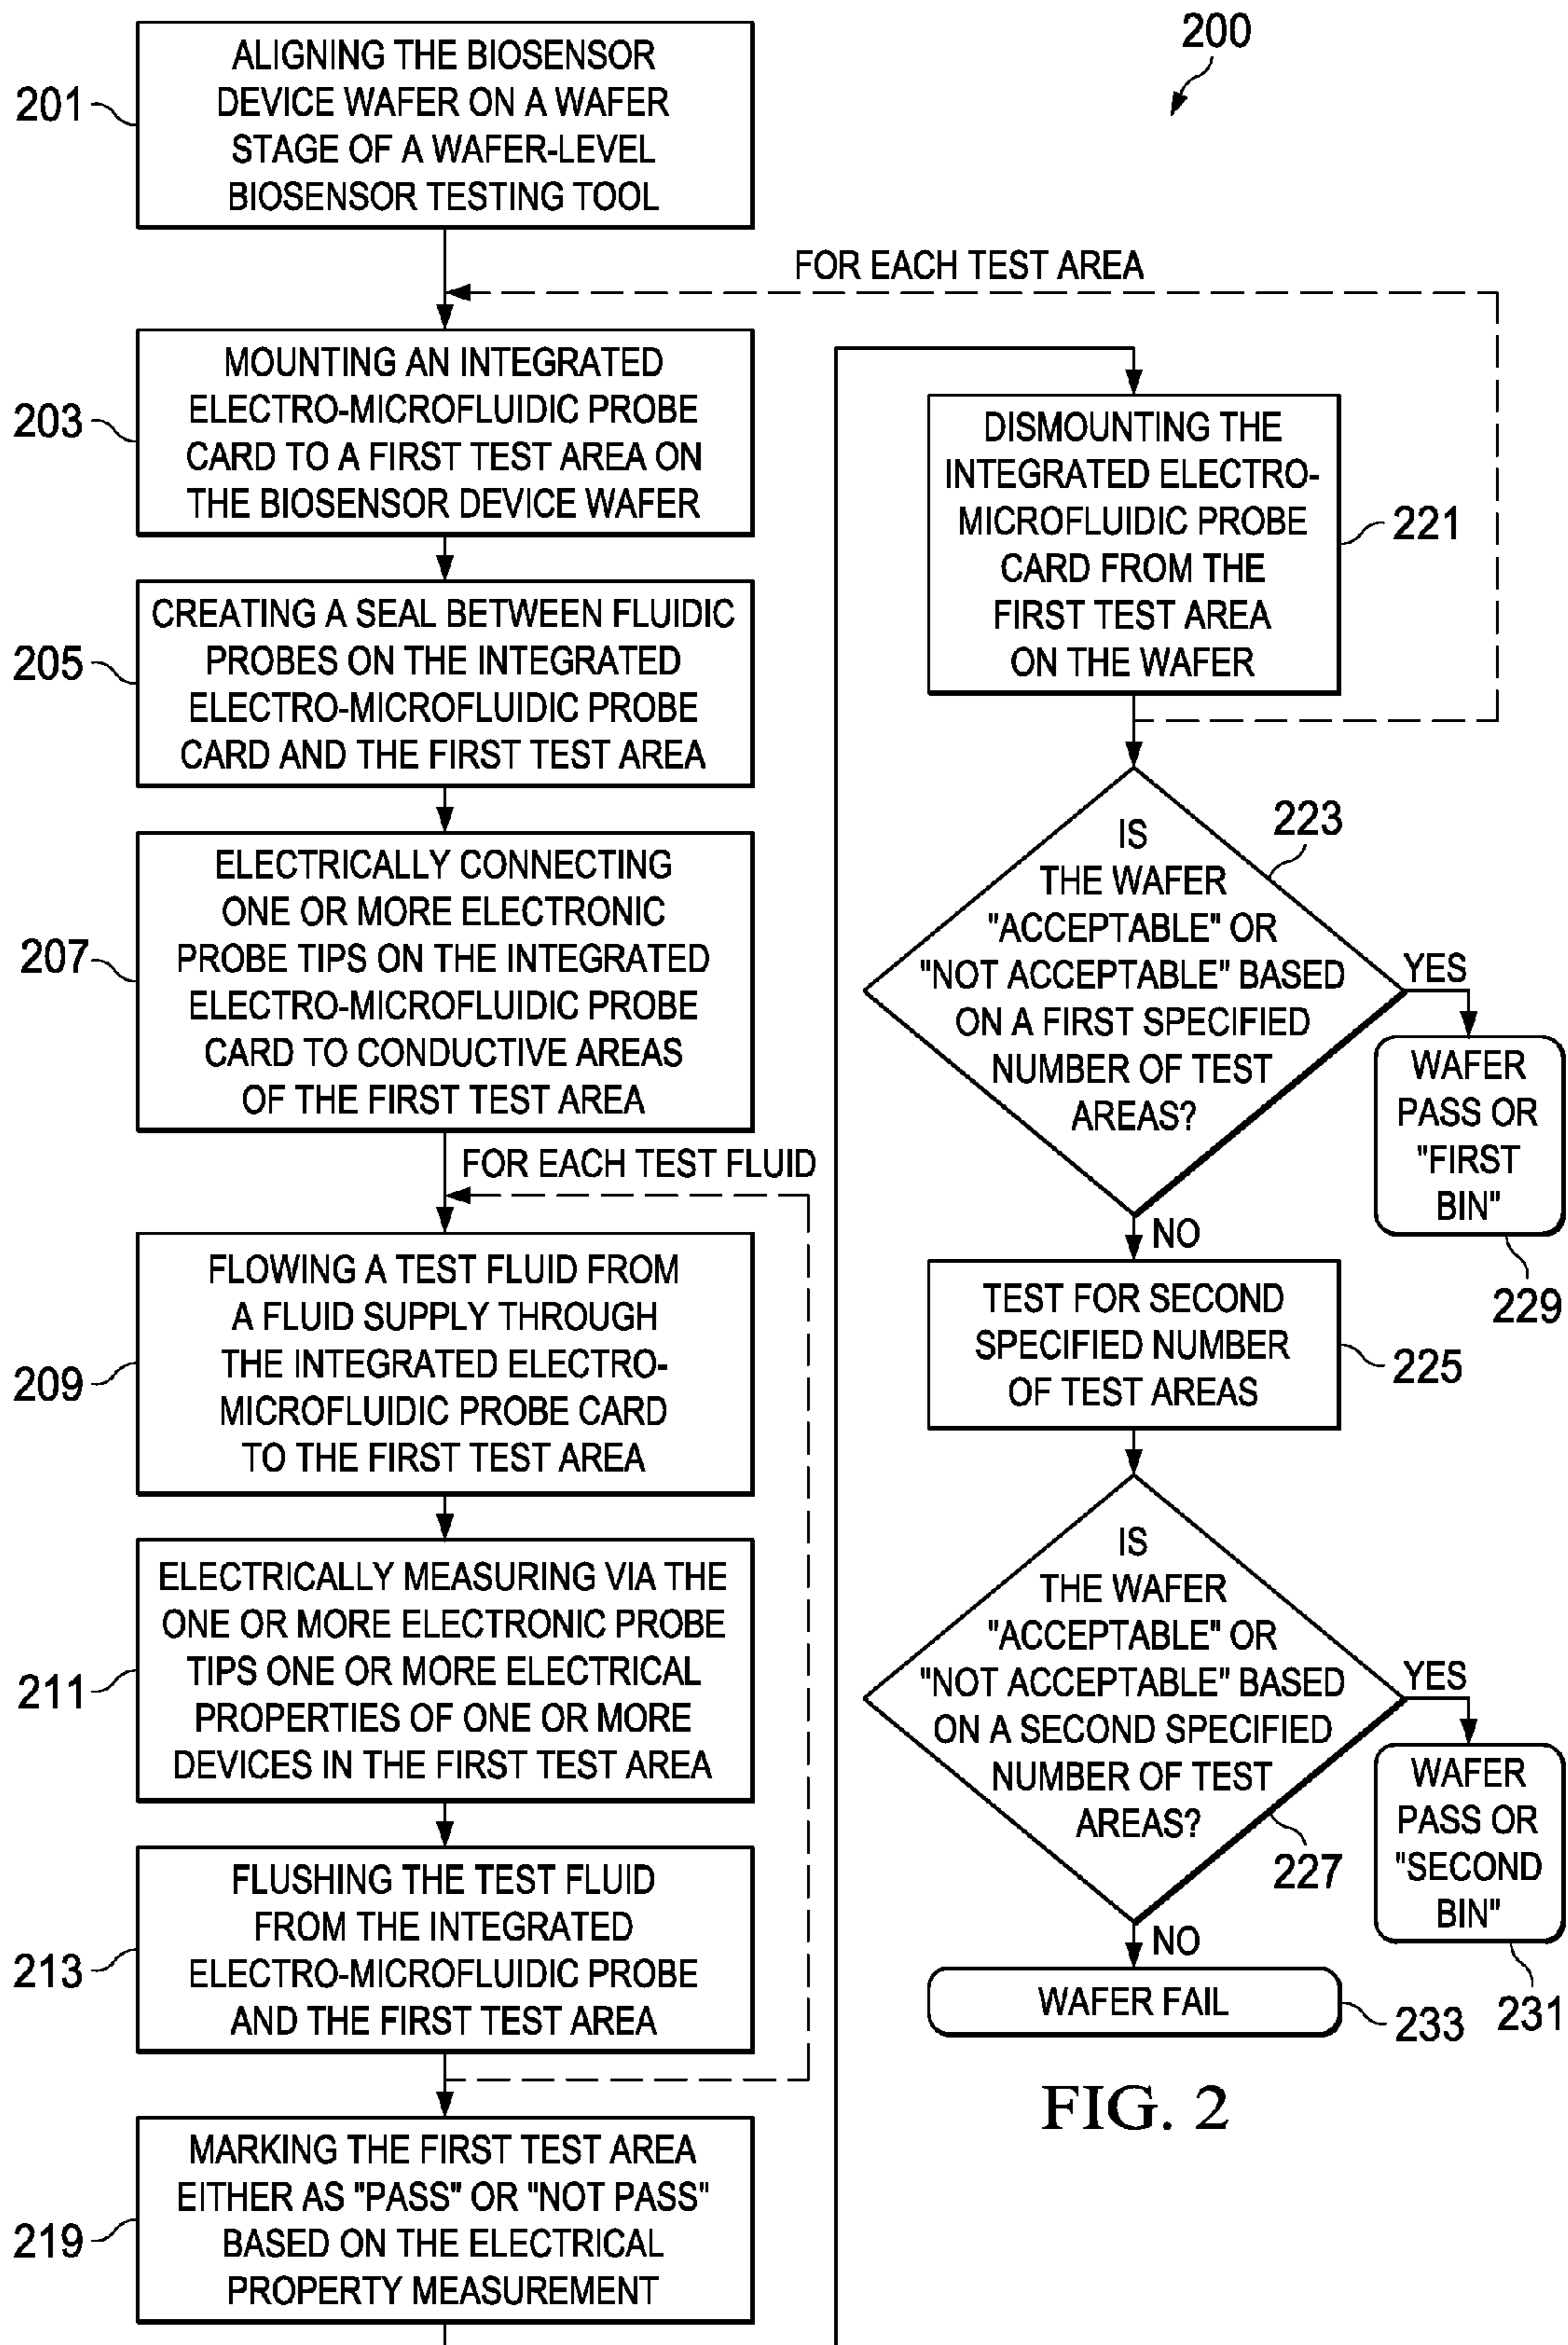 200
201
ALIGNING THE BIOSENSOR
DEVICE WAFER ON A WAFER
STAGE OF A WAFER-LEVEL
BIOSENSOR TESTING TOOL
FOR EACH TEST AREA
203
MOUNTING AN INTEGRATED
ELECTRO-MICROFLUIDIC PROBE
CARD TO A FIRST TEST AREA ON
THE BIOSENSOR DEVICE WAFER
205
CREATING A SEAL BETWEEN FLUIDIC
PROBES ON THE INTEGRATED
ELECTRO-MICROFLUIDIC PROBE
CARD AND THE FIRST TEST AREA
207
ELECTRICALLY CONNECTING
ONE OR MORE ELECTRONIC
PROBE TIPS ON THE INTEGRATED
ELECTRO-MICROFLUIDIC PROBE
CARD TO CONDUCTIVE AREAS
OF THE FIRST TEST AREA
FOR EACH TEST FLUID
209
FLOWING A TEST FLUID FROM
A FLUID SUPPLY THROUGH
THE INTEGRATED ELECTRO-
MICROFLUIDIC PROBE CARD
TO THE FIRST TEST AREA
211
ELECTRICALLY MEASURING VIA THE
ONE OR MORE ELECTRONIC PROBE
TIPS ONE OR MORE ELECTRICAL
PROPERTIES OF ONE OR MORE
DEVICES IN THE FIRST TEST AREA
213
FLUSHING THE TEST FLUID
FROM THE INTEGRATED
ELECTRO-MICROFLUIDIC PROBE
AND THE FIRST TEST AREA
219
MARKING THE FIRST TEST AREA
EITHER AS "PASS" OR "NOT PASS"
BASED ON THE ELECTRICAL
PROPERTY MEASUREMENT
DISMOUNTING THE
INTEGRATED ELECTRO-
MICROFLUIDIC PROBE
CARD FROM THE
FIRST TEST AREA
ON THE WAFER
221
IS
THE WAFER
"ACCEPTABLE" OR
"NOT ACCEPTABLE" BASED
ON A FIRST SPECIFIED
NUMBER OF TEST
AREAS?
223
YES
WAFER
PASS OR
"FIRST
BIN"
229
NO
TEST FOR SECOND
SPECIFIED NUMBER
OF TEST AREAS
225
IS
THE WAFER
"ACCEPTABLE" OR
"NOT ACCEPTABLE" BASED
ON A SECOND SPECIFIED
NUMBER OF TEST
AREAS?
227
YES
WAFER
PASS OR
"SECOND
BIN"
231
NO
WAFER FAIL
233
FIG. 2